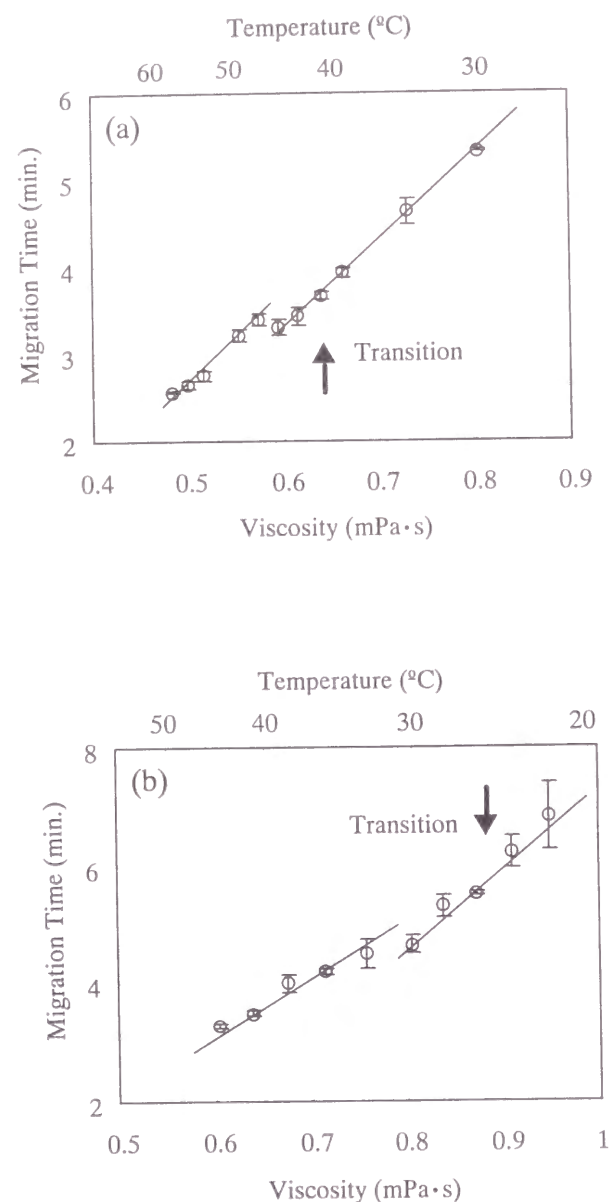 Temperature (ºC)
60 50 40 30
6
(a)
5
4
3
2
Migration Time (min.)
Transition
0.4 0.5 0.6 0.7 0.8 0.9
Viscosity (mPa·s)
Temperature (ºC)
50 40 30 20
8
(b)
6
4
2
Migration Time (min.)
Transition
0.5 0.6 0.7 0.8 0.9 1
Viscosity (mPa·s)